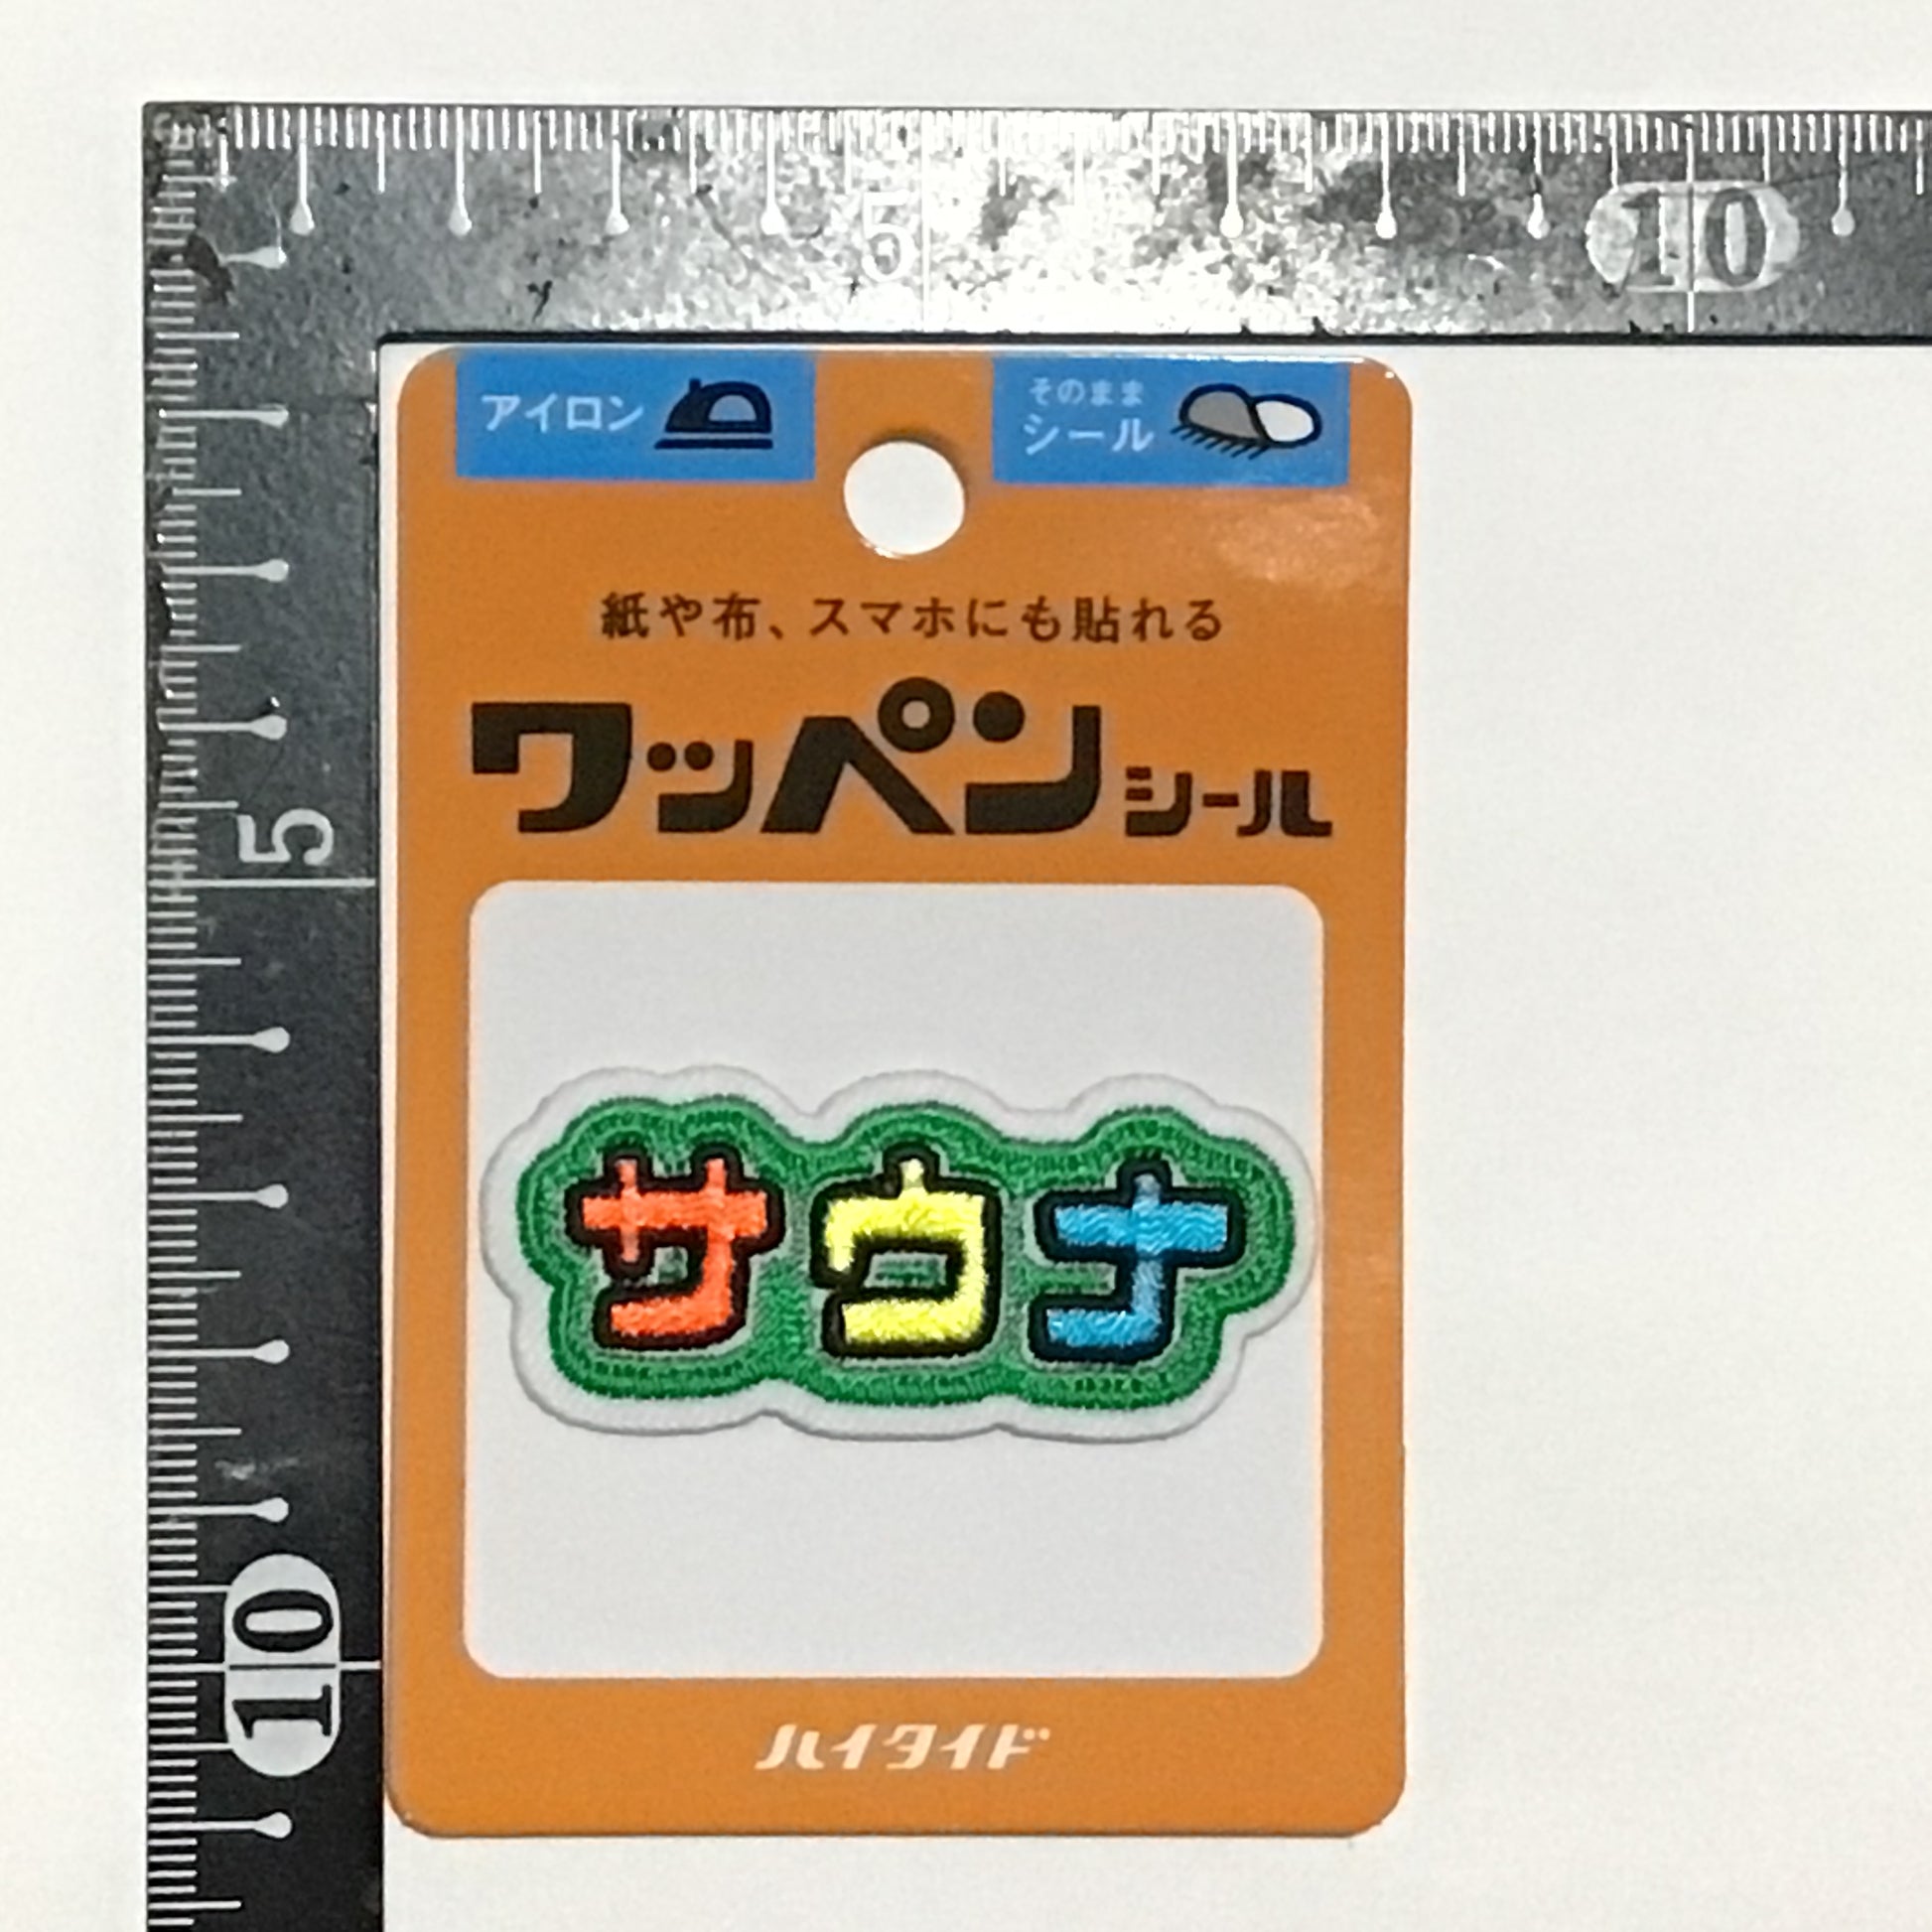 5
10
アイロン
そのまま
シール
紙や布、スマホにも貼れる
ワッペンシール
5
サウナ
10
ハイタイド